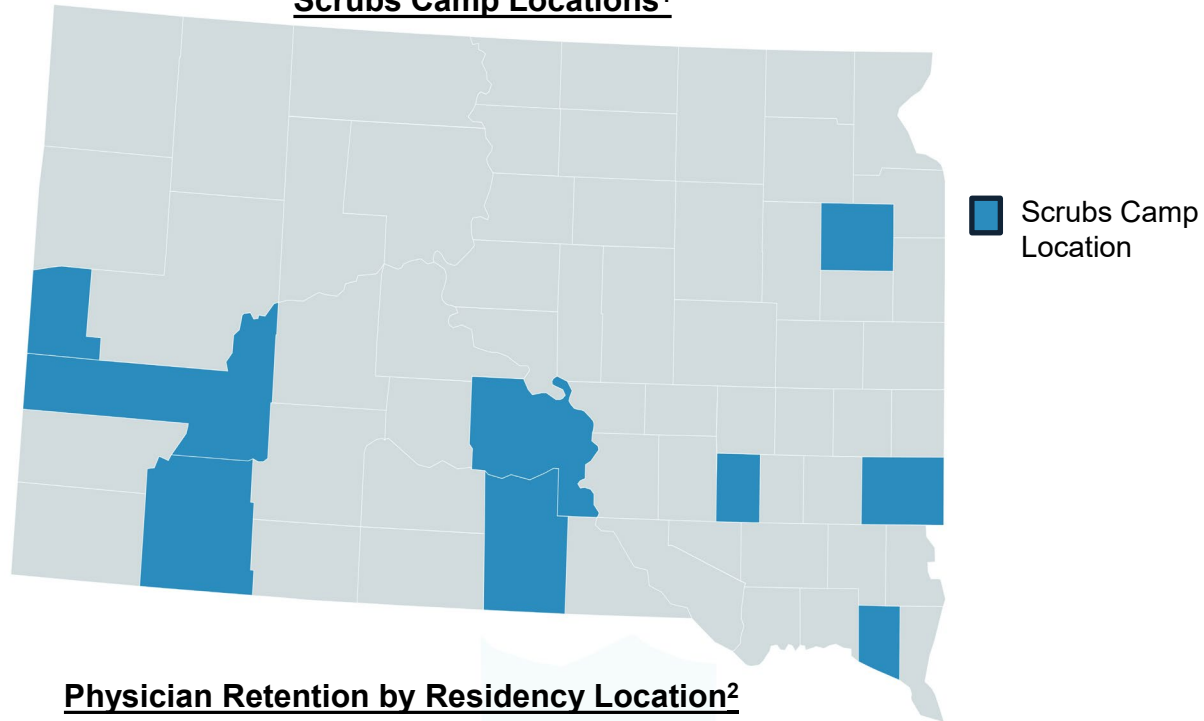 Scrubs Camp Locations¹
Scrubs Camp
Location
Physician Retention by Residency Location²